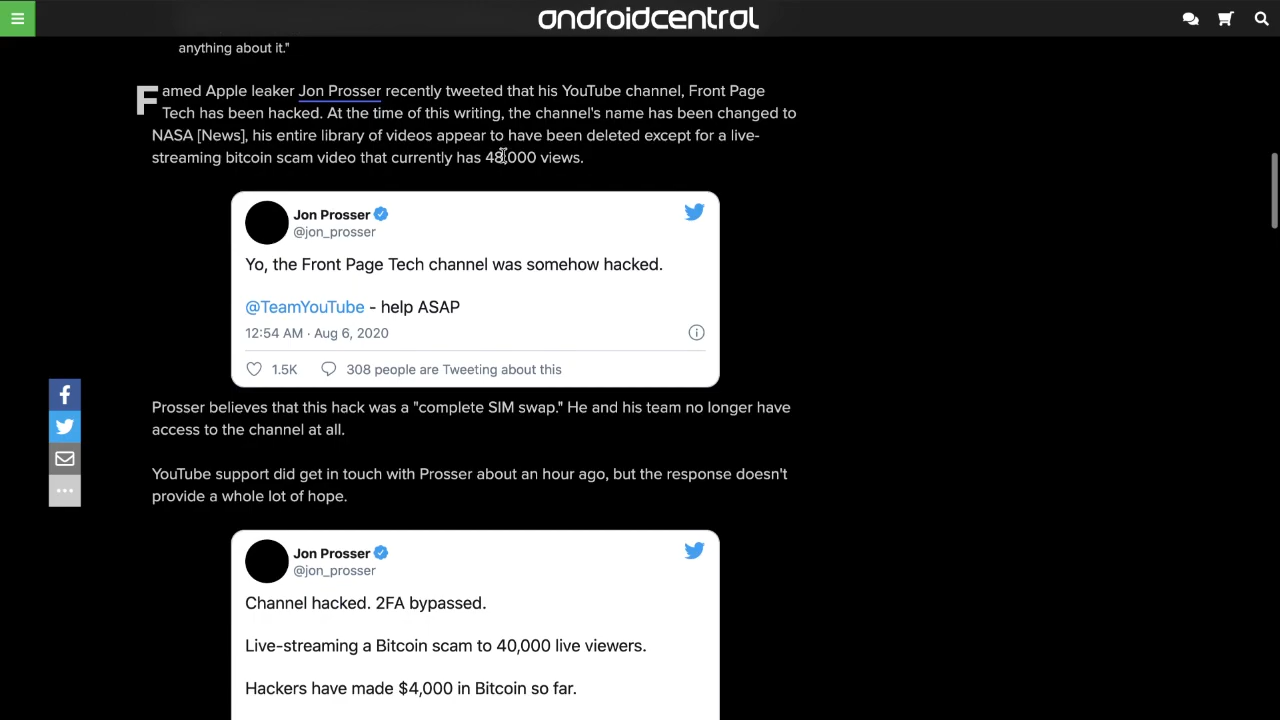 androidcentral
anything about it."
Famed Apple leaker Jon Prosser recently tweeted that his YouTube channel, Front Page
Tech has been hacked. At the time of this writing, the channel's name has been changed to
NASA [News], his entire library of videos appear to have been deleted except for a live-
streaming bitcoin scam video that currently has 48,000 views.
Jon Prosser
@jon_prosser
Yo, the Front Page Tech channel was somehow hacked.
@TeamYouTube - help ASAP
12:54 AM · Aug 6, 2020
1.5K 308 people are Tweeting about this
Prosser believes that this hack was a "complete SIM swap." He and his team no longer have
access to the channel at all.
YouTube support did get in touch with Prosser about an hour ago, but the response doesn't
provide a whole lot of hope.
Jon Prosser
@jon_prosser
Channel hacked. 2FA bypassed.
Live-streaming a Bitcoin scam to 40,000 live viewers.
Hackers have made $4,000 in Bitcoin so far.